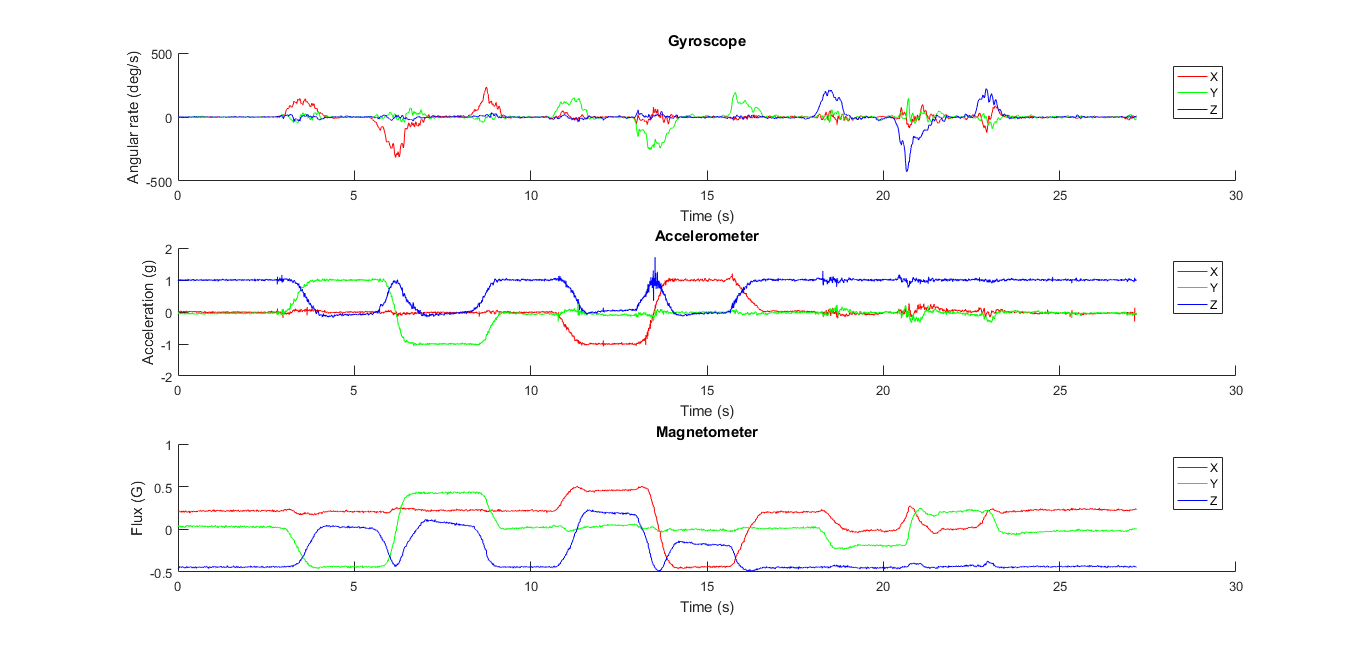 Gyroscope
Angular rate (deg/s)
500
0
-500
0 5 10 15 20 25 30
Time (s)
X
Y
Z
Accelerometer
Acceleration (g)
2
1
0
-1
-2
0 5 10 15 20 25 30
Time (s)
X
Y
Z
Magnetometer
Flux (G)
1
0.5
0
-0.5
0 5 10 15 20 25 30
Time (s)
X
Y
Z